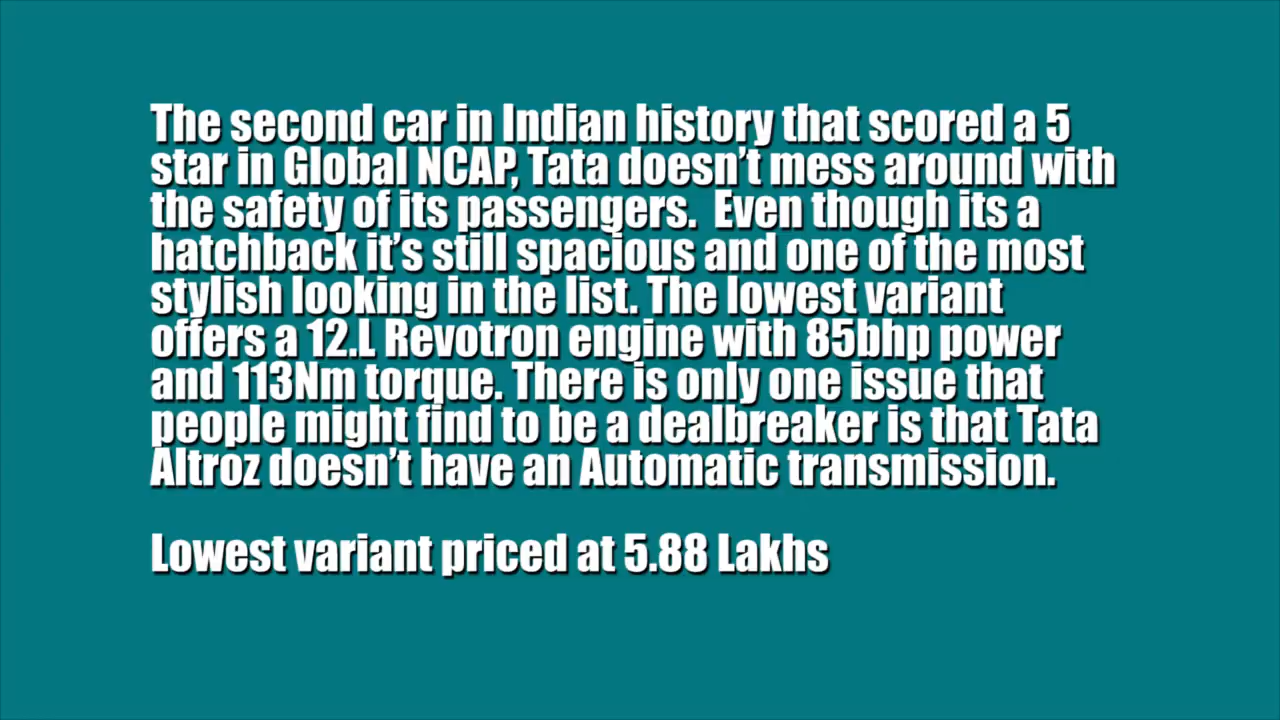 The second car in Indian history that scored a 5
star in Global NCAP, Tata doesn’t mess around with
the safety of its passengers.  Even though its a
hatchback it’s still spacious and one of the most
stylish looking in the list. The lowest variant
offers a 12.L Revotron engine with 85bhp power
and 113Nm torque. There is only one issue that
people might find to be a dealbreaker is that Tata
Altroz doesn’t have an Automatic transmission.
Lowest variant priced at 5.88 Lakhs